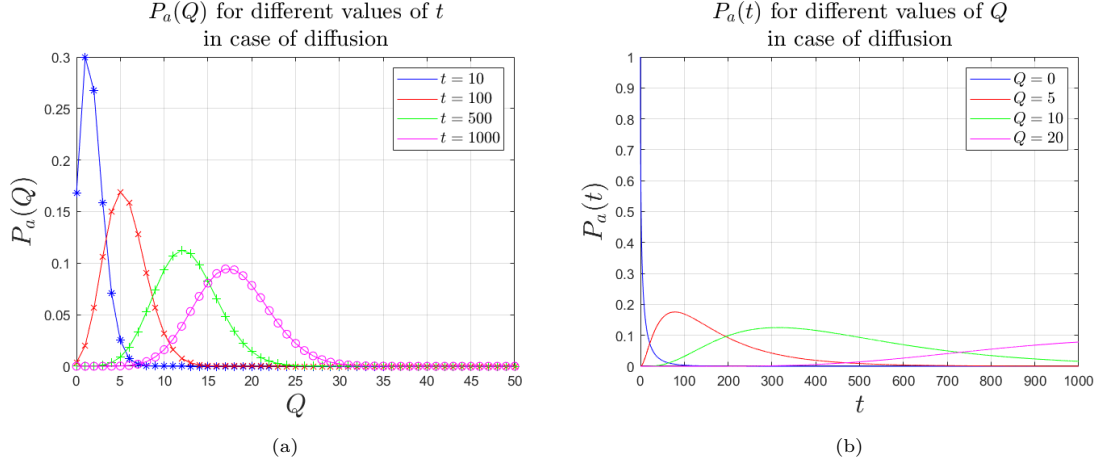 P_a(Q) for different values of t
in case of diffusion
0.3
0.25
0.2
0.15
0.1
0.05
0
P_a(Q)
t = 10
t = 100
t = 500
t = 1000
0 5 10 15 20 25 30 35 40 45 50
Q
(a)
P_a(t) for different values of Q
in case of diffusion
1
0.9
0.8
0.7
0.6
0.5
0.4
0.3
0.2
0.1
0
P_a(t)
Q = 0
Q = 5
Q = 10
Q = 20
0 100 200 300 400 500 600 700 800 900 1000
t
(b)